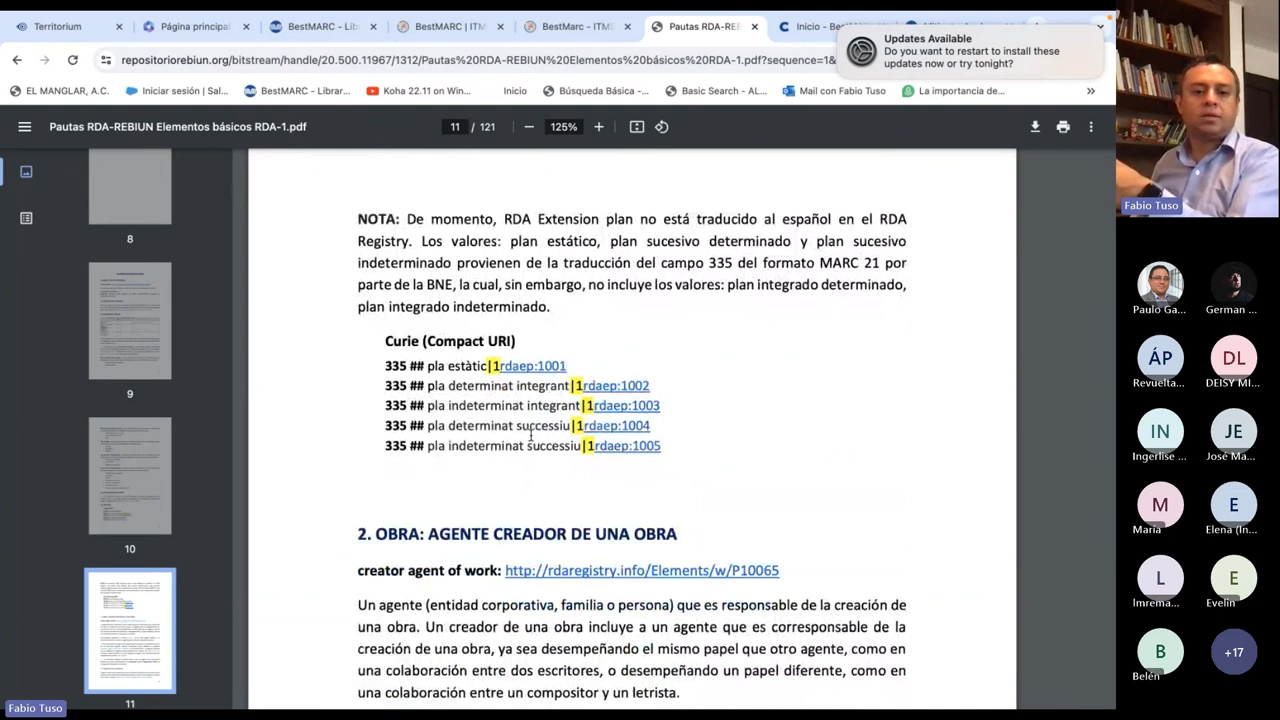 Territorium
Página principal
BestMARC - Lib
BestMARC | ITM
BestMarc - ITMS
Pautas RDA-REB
Inicio - Be
Updates Available
Do you want to restart to install these
updates now or try tonight?
repositoriorebiun.org/bitstream/handle/20.500.11967/1312/Pautas%20RDA-REBIUN%20Elementos%20básicos%20RDA-1.pdf?sequence=1&
EL MANGLAR, A.C.
Iniciar sesión | Sal...
BestMARC - Librar...
Koha 22.11 on Win...
Inicio
Búsqueda Básica -...
Basic Search - AL...
Mail con Fabio Tuso
La importancia de...
Pautas RDA-REBIUN Elementos básicos RDA-1.pdf
11 / 121
125%
8
9
10
11
NOTA: De momento, RDA Extension plan no está traducido al español en el RDA
Registry. Los valores: plan estático, plan sucesivo determinado y plan sucesivo
indeterminado provienen de la traducción del campo 335 del formato MARC 21 por
parte de la BNE, la cual, sin embargo, no incluye los valores: plan integrado determinado,
plan integrado indeterminado.
Curie (Compact URI)
335 ## pla estàtic|1rdaep:1001
335 ## pla determinat integrant|1rdaep:1002
335 ## pla indeterminat integrant|1rdaep:1003
335 ## pla determinat successiu|1rdaep:1004
335 ## pla indeterminat successiu|1rdaep:1005
2. OBRA: AGENTE CREADOR DE UNA OBRA
creator agent of work: http://rdaregistry.info/Elements/w/P10065
Un agente (entidad corporativa, familia o persona) que es responsable de la creación de
una obra. Un creador de una obra incluye a un agente que es corresponsable de la
creación de una obra, ya sea desempeñando el mismo papel que otro agente, como en
una colaboración entre dos escritores, o desempeñando un papel diferente, como en
una colaboración entre un compositor y un letrista.
Fabio Tuso
Fabio Tuso
Paulo Ga...
German ...
ÁP
Revuelta...
DL
DEISY MI...
IN
Ingerlise ...
JE
José Ma...
M
Maria
E
Elena (In...
L
Imrema...
E
Evelin
B
Belén
+17